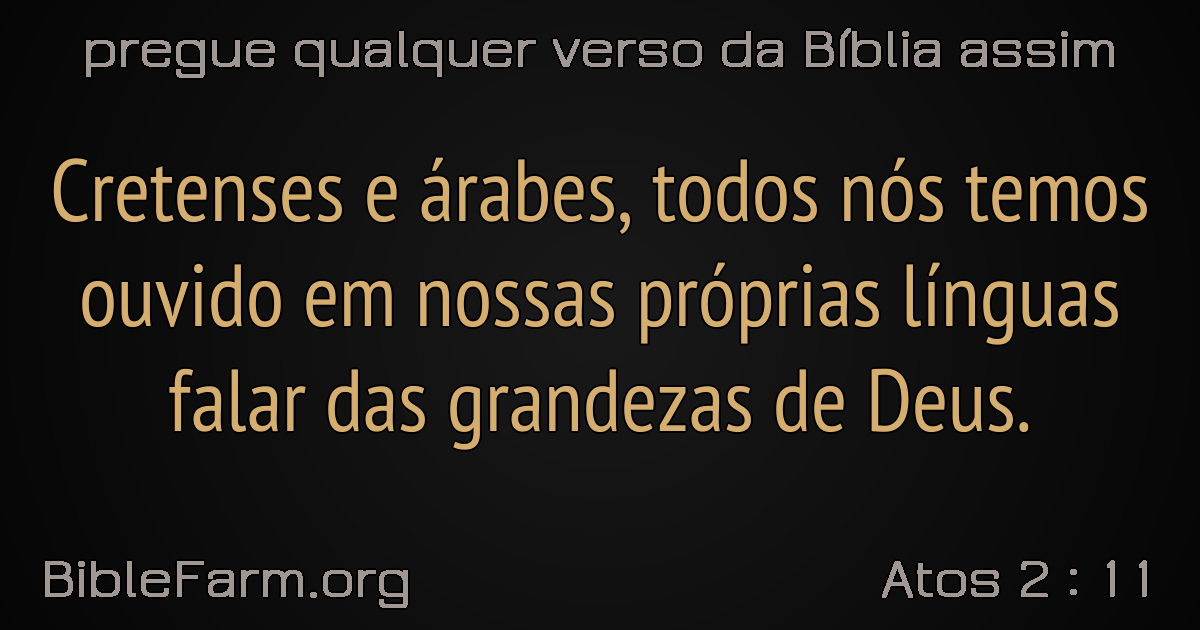 pregue qualquer verso da Bíblia assim
Cretenses e árabes, todos nós temos
ouvido em nossas próprias línguas
falar das grandezas de Deus.
BibleFarm.org
Atos 2 : 11